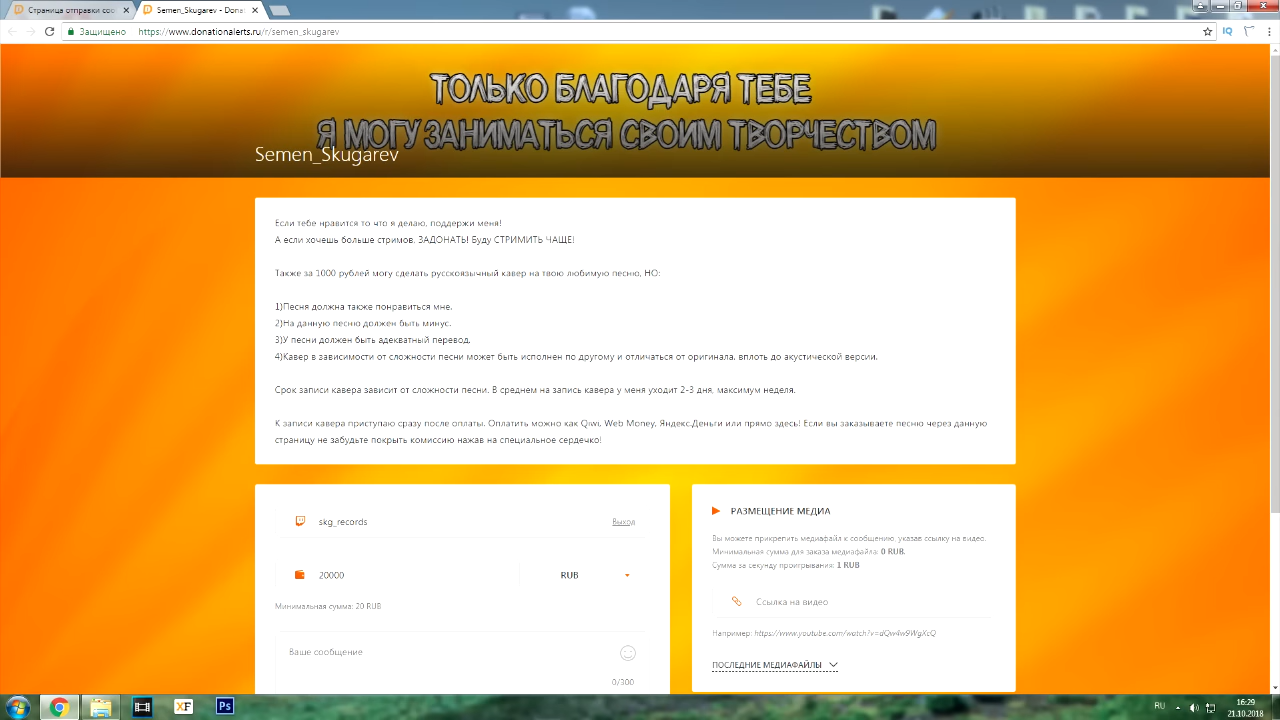 Страница отправки соо
Semen_Skugarev - Dona
Защищено
https://www.donationalerts.ru/r/semen_skugarev
IQ
ТОЛЬКО БЛАГОДАРЯ ТЕБЕ
Я МОГУ ЗАНИМАТЬСЯ СВОИМ ТВОРЧЕСТВОМ
Semen_Skugarev
Если тебе нравится то что я делаю, поддержи меня!
А если хочешь больше стримов, ЗАДОНАТЬ! Буду СТРИМИТЬ ЧАЩЕ!
Также за 1000 рублей могу сделать русскоязычный кавер на твою любимую песню, НО:
1)Песня должна также понравиться мне.
2)На данную песню должен быть минус.
3)У песни должен быть адекватный перевод.
4)Кавер в зависимости от сложности песни может быть исполнен по другому и отличаться от оригинала, вплоть до акустической версии.
Срок записи кавера зависит от сложности песни. В среднем на запись кавера у меня уходит 2-3 дня, максимум неделя.
К записи кавера приступаю сразу после оплаты. Оплатить можно как Qiwi, Web Money, Яндекс.Деньги или прямо здесь! Если вы заказываете песню через данную
страницу не забудьте покрыть комиссию нажав на специальное сердечко!
skg_records
Выход
20000
RUB
Минимальная сумма: 20 RUB
Ваше сообщение
0/300
РАЗМЕЩЕНИЕ МЕДИА
Вы можете прикрепить медиафайл к сообщению, указав ссылку на видео.
Минимальная сумма для заказа медиафайла: 0 RUB.
Сумма за секунду проигрывания: 1 RUB
Ссылка на видео
Например: https://www.youtube.com/watch?v=dQw4w9WgXcQ
ПОСЛЕДНИЕ МЕДИАФАЙЛЫ
XF
Ps
RU
16:29
21.10.2018